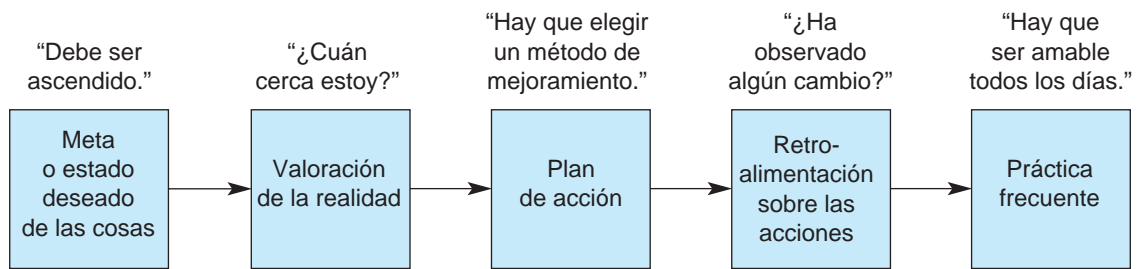 “Debe ser
ascendido.”
“¿Cuán
cerca estoy?”
“Hay que elegir
un método de
mejoramiento.”
“¿Ha
observado
algún cambio?”
“Hay que
ser amable
todos los días.”
Meta
o estado
deseado
de las cosas
Valoración
de la realidad
Plan
de acción
Retro-
alimentación
sobre las
acciones
Práctica
frecuente